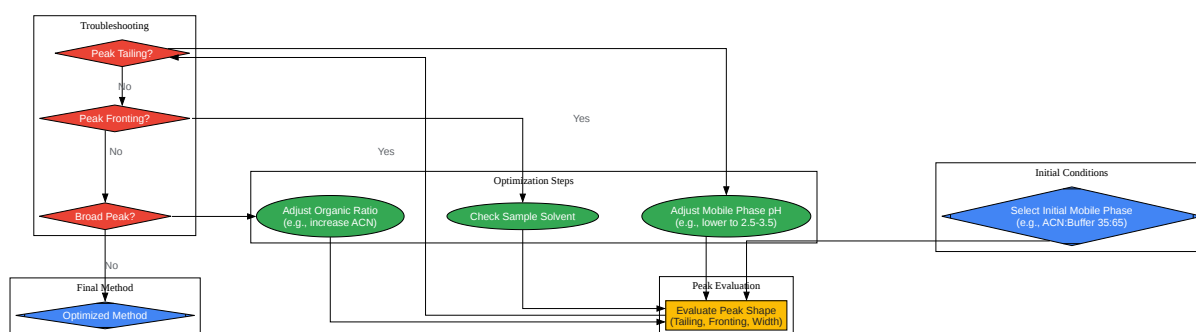 Troubleshooting
Peak Tailing?
No
Peak Fronting?
Yes
No
Yes
Optimization Steps
Initial Conditions
Broad Peak?
Adjust Organic Ratio
(e.g., increase ACN)
Check Sample Solvent
Adjust Mobile Phase pH
(e.g., lower to 2.5-3.5)
Select Initial Mobile Phase
(e.g., ACN:Buffer 35:65)
No
Final Method
Peak Evaluation
Optimized Method
Evaluate Peak Shape
(Tailing, Fronting, Width)